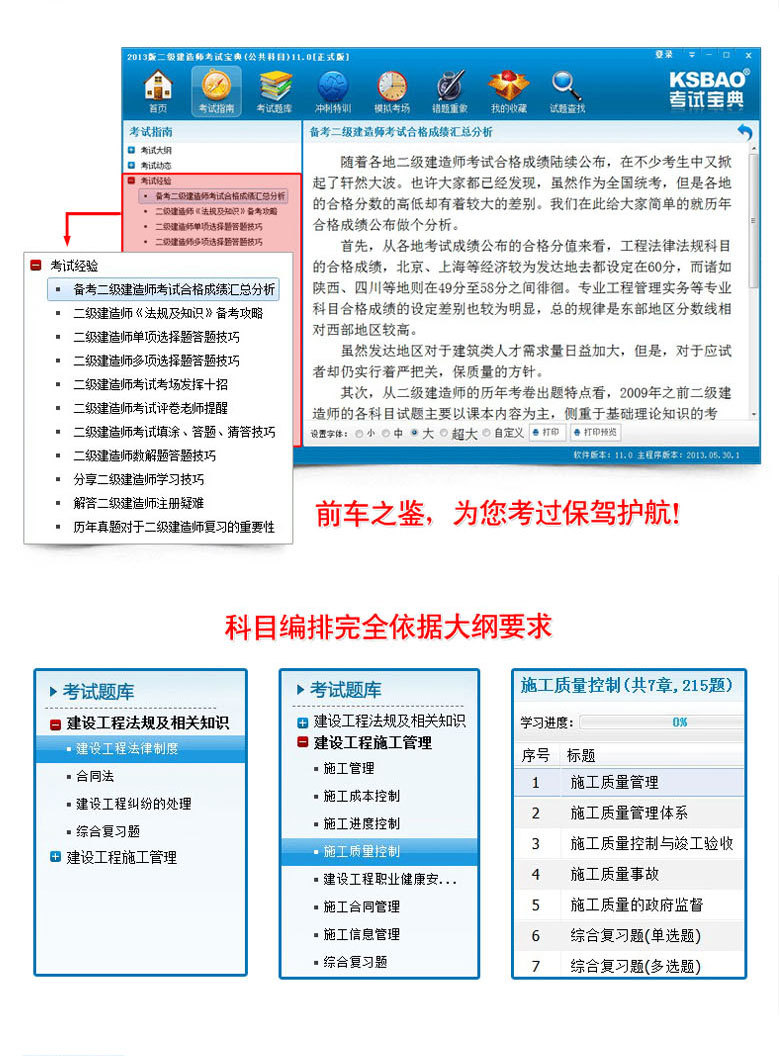 2013版二级建造师考试宝典(公共科目)11.0[正式版]
登录
首页 考试指南 考试题库 冲刺特训 模拟考场 错题重做 我的收藏 试题查找
KSBAO
考试宝典
考试指南
考试大纲
考试动态
考试经验
备考二级建造师考试合格成绩汇总分析
二级建造师《法规及知识》备考攻略
二级建造师单项选择题答题技巧
二级建造师多项选择题答题技巧
备考二级建造师考试合格成绩汇总分析
随着各地二级建造师考试合格成绩陆续公布，在不少考生中又掀
起了轩然大波。也许大家都已经发现，虽然作为全国统考，但是各地
的合格分数的高低却有着较大的差别。我们在此给大家简单的就历年
合格成绩公布做个分析。
首先，从各地考试成绩公布的合格分值来看，工程法律法规科目
的合格成绩，北京、上海等经济较为发达地去都设定在60分，而诸如
陕西、四川等地则在49分至58分之间徘徊。专业工程管理实务等专业
科目合格成绩的设定差别也较为明显，总的规律是东部地区分数线相
对西部地区较高。
虽然发达地区对于建筑类人才需求量日益加大，但是，对于应试
者却仍实行着严把关，保质量的方针。
其次，从二级建造师的历年考卷出题特点看，2009年之前二级建
造师的各科目试题主要以课本内容为主，侧重于基础理论知识的考
设置字体： 小 中 大 超大 自定义 打印 打印预览
软件版本：11.0 主程序版本：2013.05.30.1
考试经验
备考二级建造师考试合格成绩汇总分析
二级建造师《法规及知识》备考攻略
二级建造师单项选择题答题技巧
二级建造师多项选择题答题技巧
二级建造师考试考场发挥十招
二级建造师考试评卷老师提醒
二级建造师考试填涂、答题、猜答技巧
二级建造师数解题答题技巧
分享二级建造师学习技巧
解答二级建造师注册疑难
历年真题对于二级建造师复习的重要性
前车之鉴，为您考过保驾护航!
科目编排完全依据大纲要求
考试题库
建设工程法规及相关知识
建设工程法律制度
合同法
建设工程纠纷的处理
综合复习题
建设工程施工管理
考试题库
建设工程法规及相关知识
建设工程施工管理
施工管理
施工成本控制
施工进度控制
施工质量控制
建设工程职业健康安...
施工合同管理
施工信息管理
综合复习题
施工质量控制(共7章,215题)
学习进度： 0%
序号 标题
1 施工质量管理
2 施工质量管理体系
3 施工质量控制与竣工验收
4 施工质量事故
5 施工质量的政府监督
6 综合复习题(单选题)
7 综合复习题(多选题)